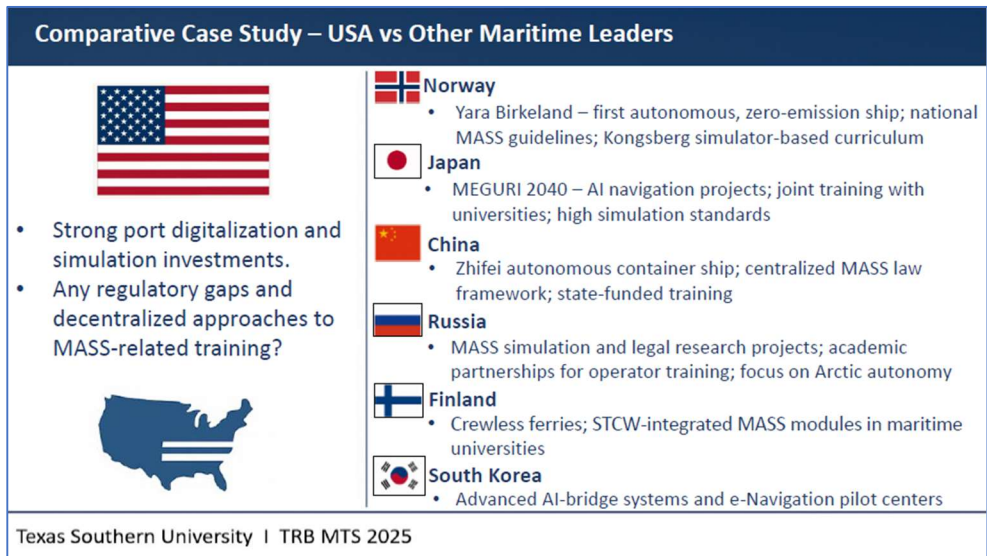 Comparative Case Study – USA vs Other Maritime Leaders
• Strong port digitalization and
simulation investments.
• Any regulatory gaps and
decentralized approaches to
MASS-related training?
Norway
• Yara Birkeland – first autonomous, zero-emission ship; national
MASS guidelines; Kongsberg simulator-based curriculum
Japan
• MEGURI 2040 – AI navigation projects; joint training with
universities; high simulation standards
China
• Zhifei autonomous container ship; centralized MASS law
framework; state-funded training
Russia
• MASS simulation and legal research projects; academic
partnerships for operator training; focus on Arctic autonomy
Finland
• Crewless ferries; STCW-integrated MASS modules in maritime
universities
South Korea
• Advanced AI-bridge systems and e-Navigation pilot centers
Texas Southern University I TRB MTS 2025